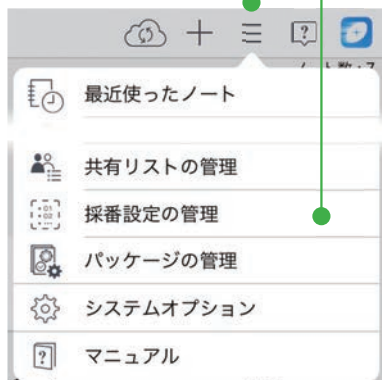 最近使ったノート
共有リストの管理
採番設定の管理
パッケージの管理
システムオプション
マニュアル